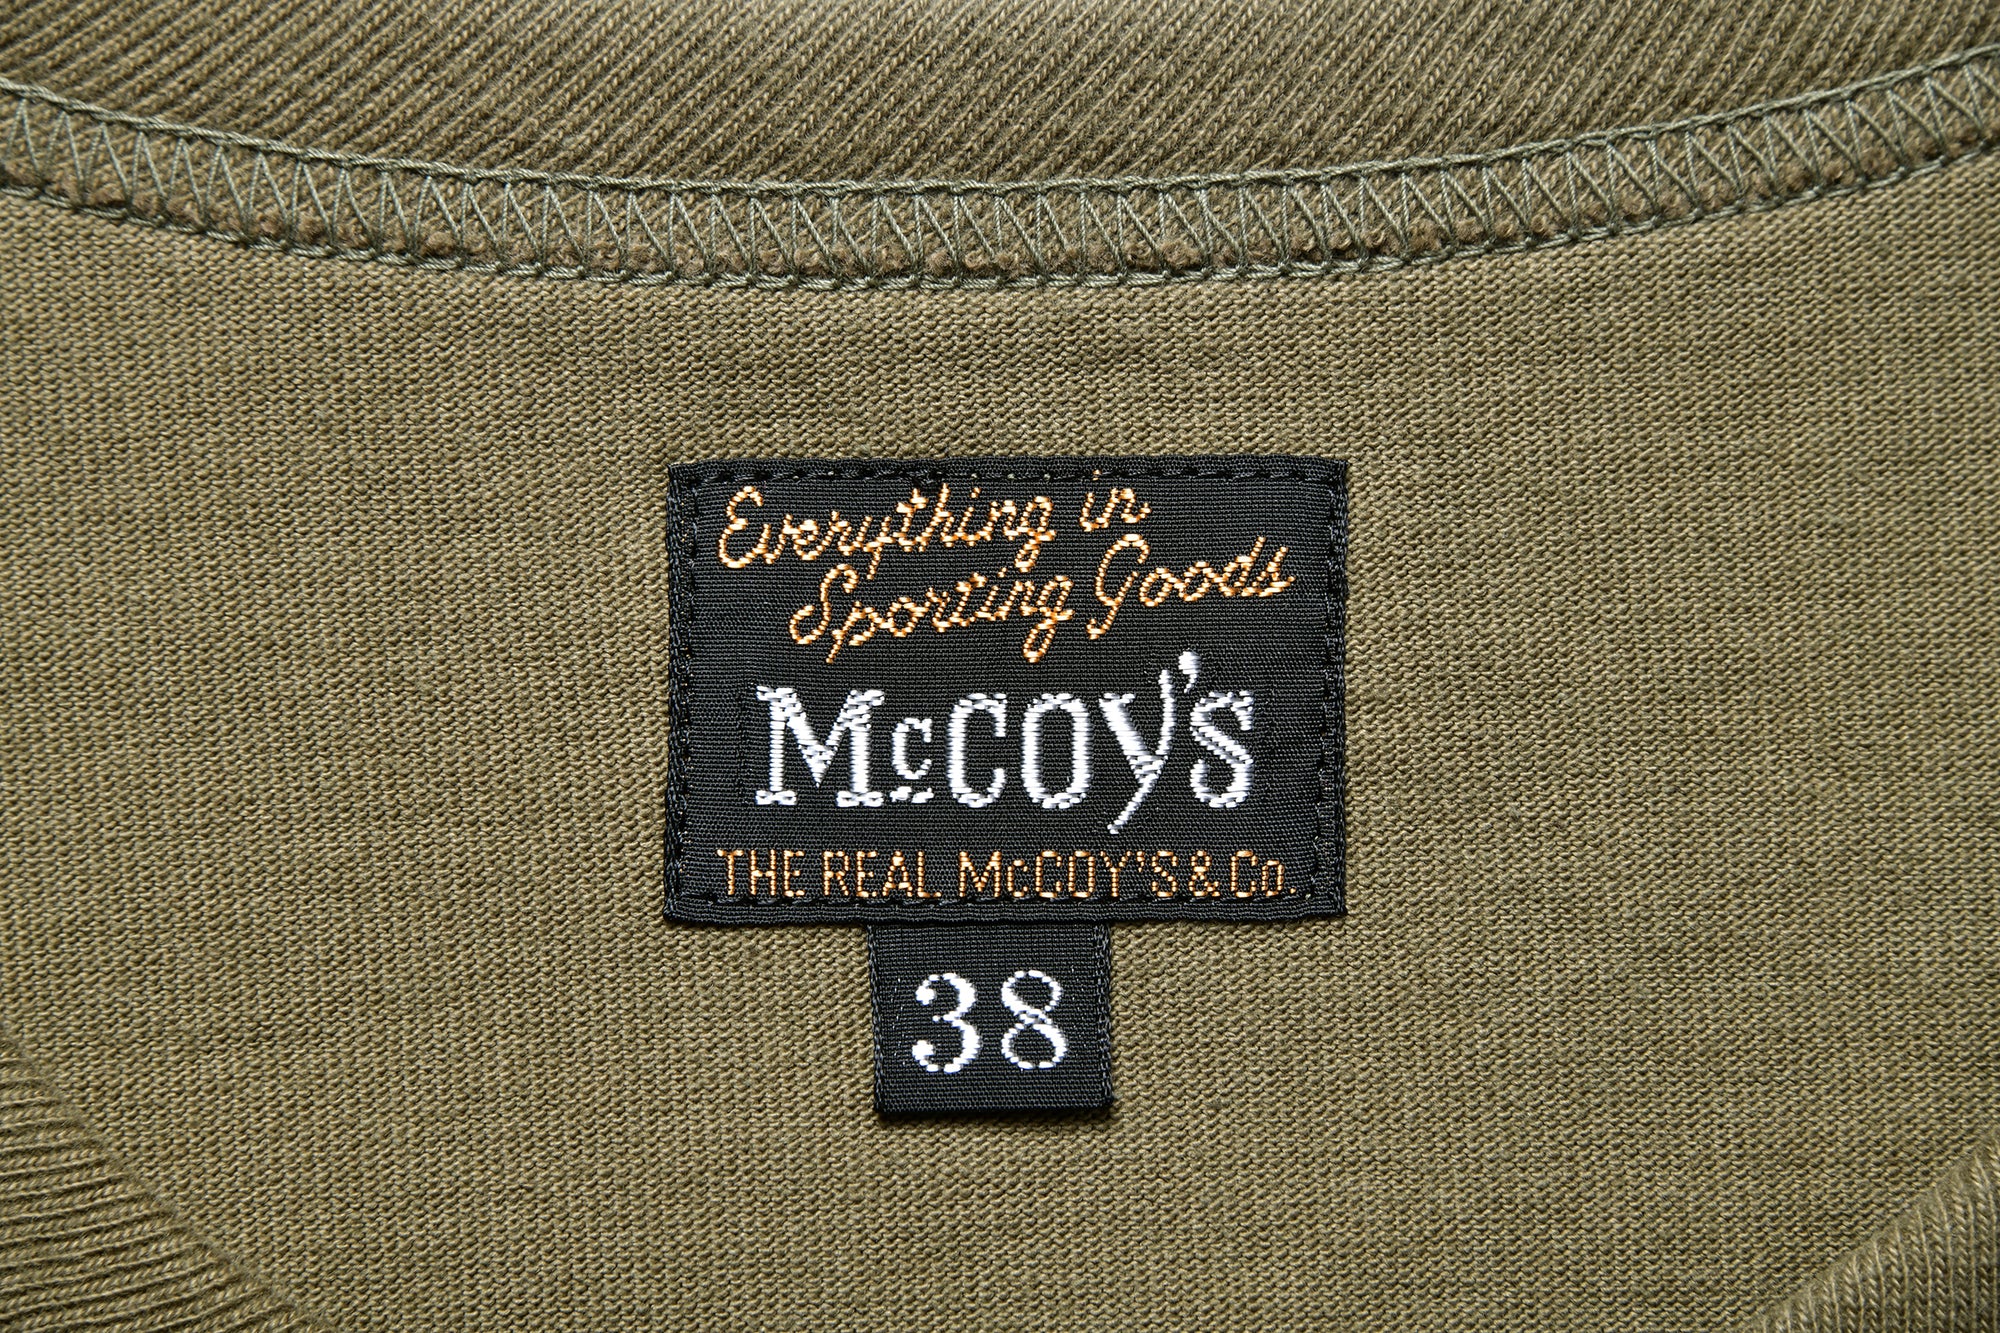 Everything in
Sporting Goods
McCOY'S
THE REAL McCOY'S & Co.
38